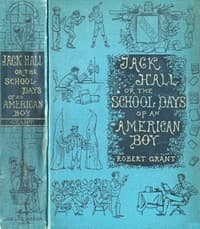 JACK HALL
OR THE
SCHOOL
DAYS
OF AN
AMERICAN
BOY
GRANT
JACK
HALL
OR THE
SCHOOL DAYS
OF AN
AMERICAN
BOY
ROBERT GRANT